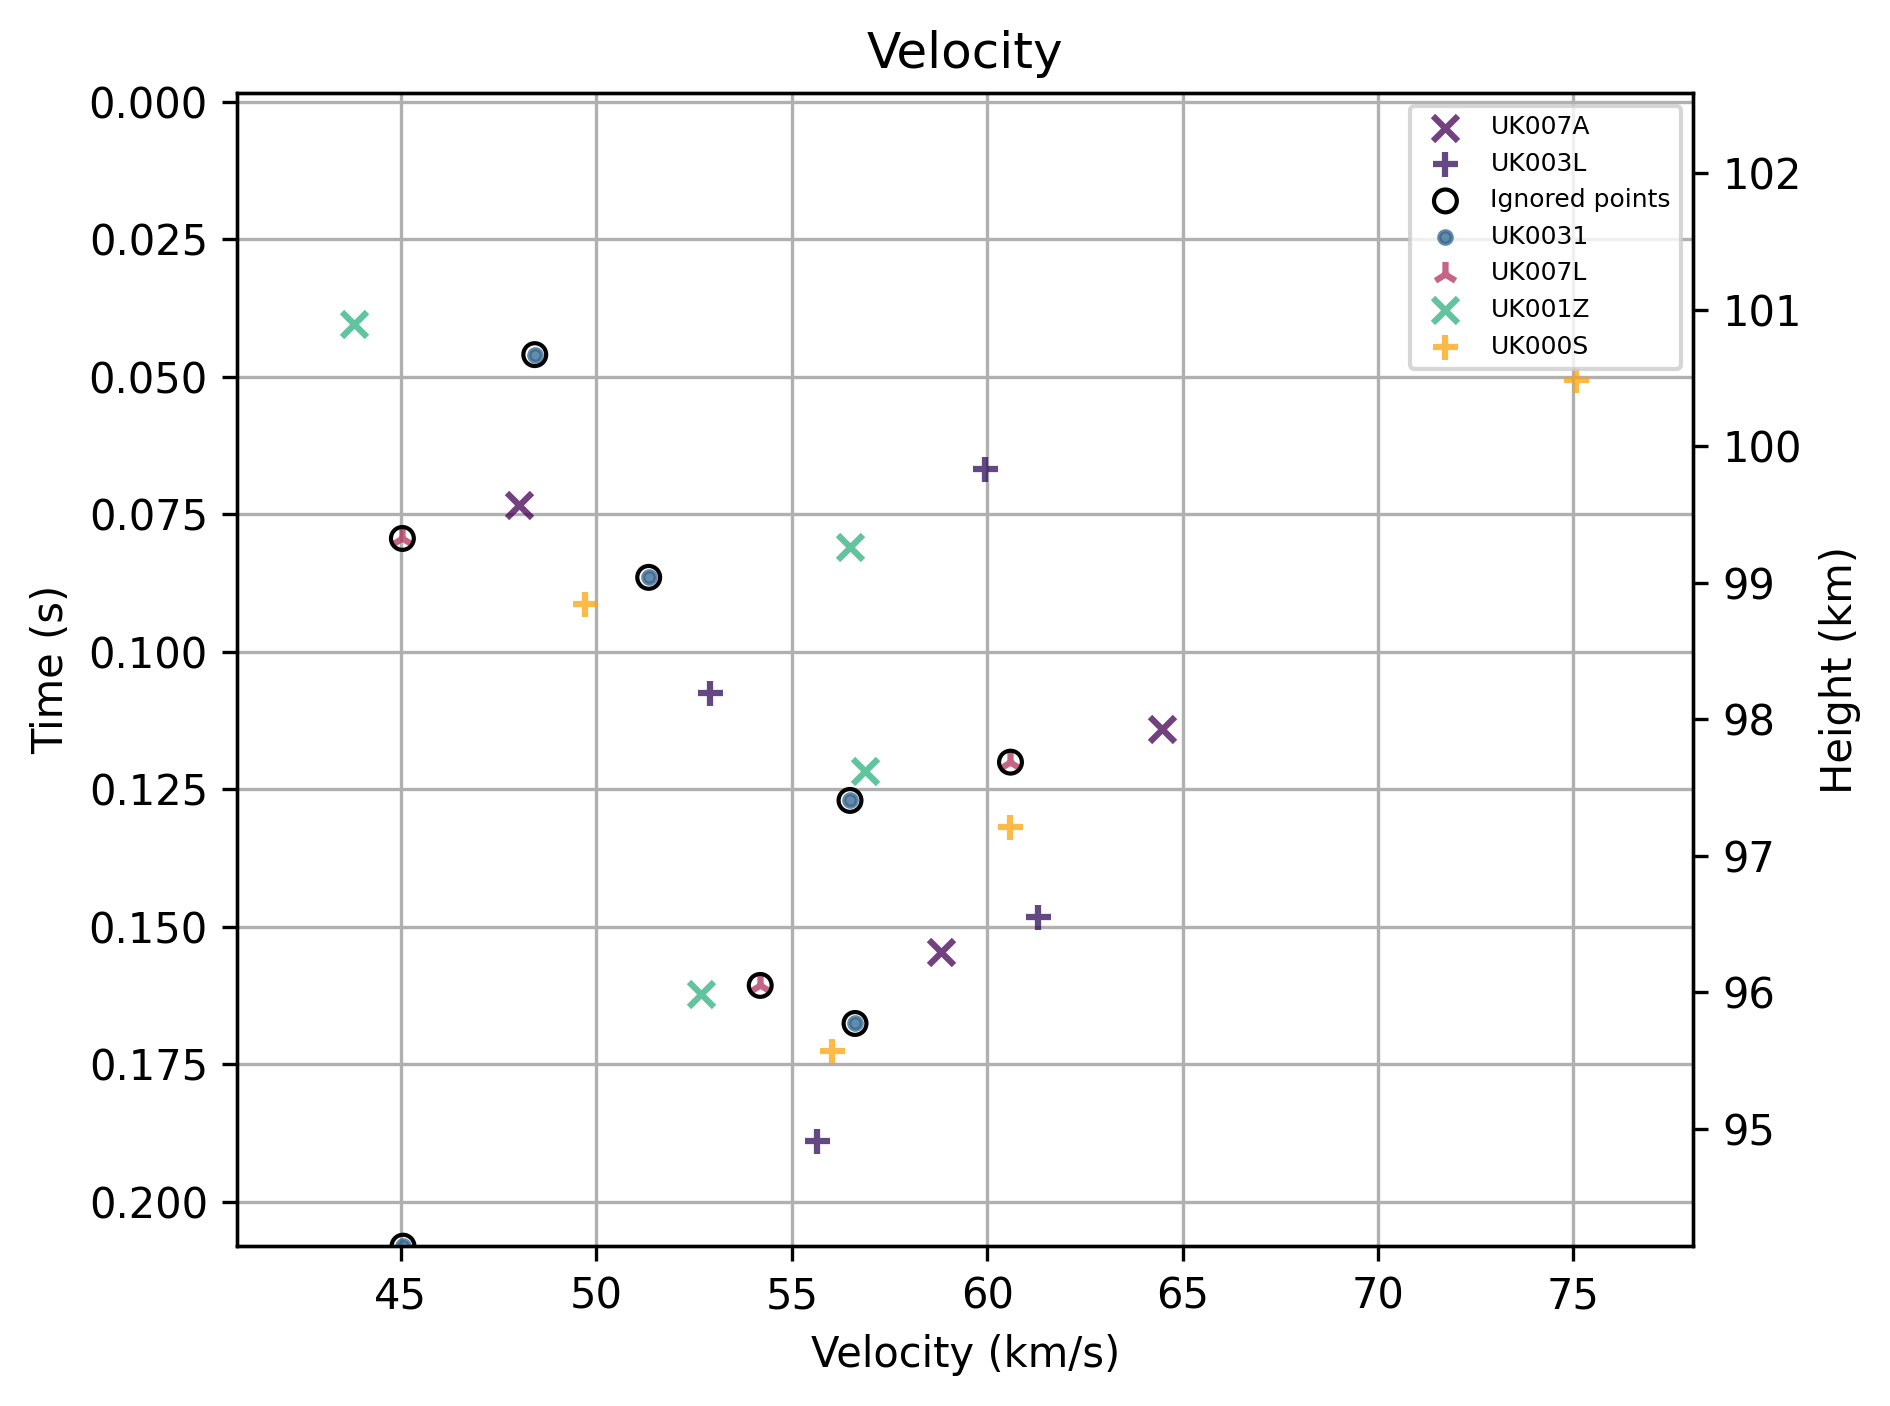 Velocity
0.000
0.025
0.050
0.075
0.100
0.125
0.150
0.175
0.200
Time (s)
UK007A
UK003L
Ignored points
UK0031
UK007L
UK001Z
UK000S
102
101
100
99
98
97
96
95
Height (km)
45 50 55 60 65 70 75
Velocity (km/s)